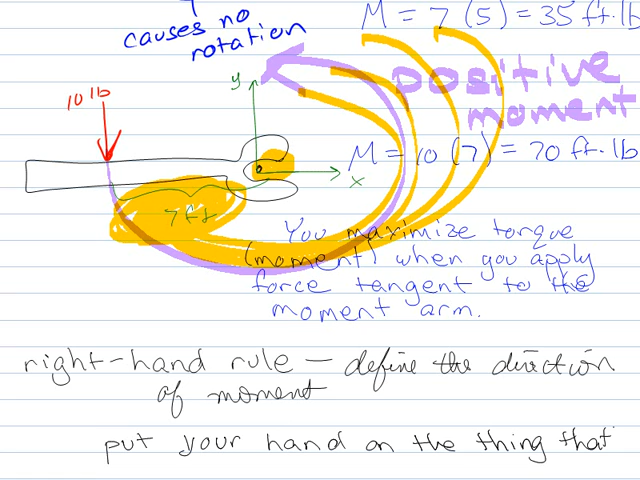 M = 7 (5) = 35 ft·lb
causes no
rotation
positive
moment
y
10 lb
M = 10 (7) = 70 ft·lb
x
7 ft
You maximize torque
(moment) when you apply
force tangent to the
moment arm.
right-hand rule — define the direction
of moment
put your hand on the thing that